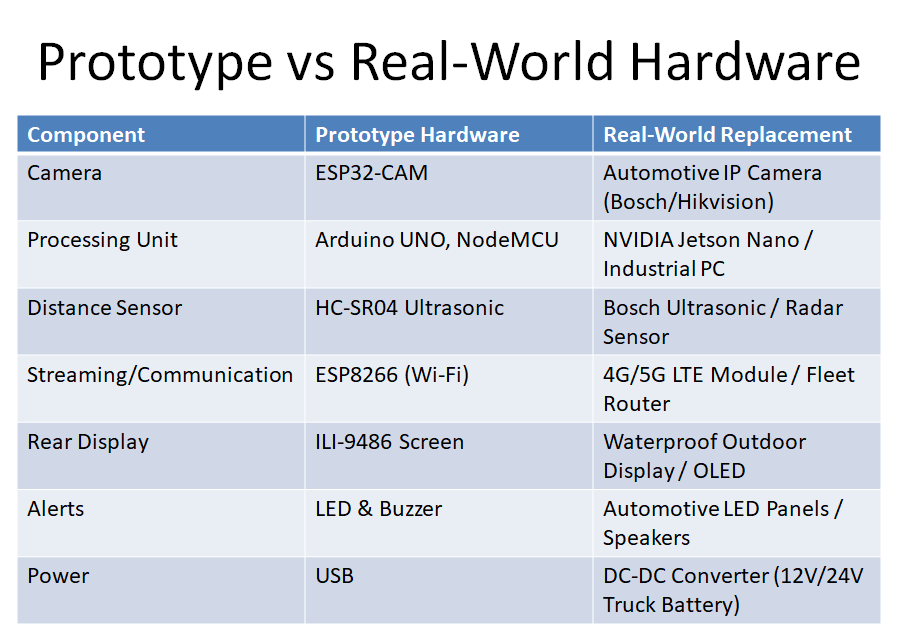 Prototype vs Real-World Hardware
Component
Prototype Hardware
Real-World Replacement
Camera
ESP32-CAM
Automotive IP Camera
(Bosch/Hikvision)
Processing Unit
Arduino UNO, NodeMCU
NVIDIA Jetson Nano /
Industrial PC
Distance Sensor
HC-SR04 Ultrasonic
Bosch Ultrasonic / Radar
Sensor
Streaming/Communication
ESP8266 (Wi-Fi)
4G/5G LTE Module / Fleet
Router
Rear Display
ILI-9486 Screen
Waterproof Outdoor
Display / OLED
Alerts
LED & Buzzer
Automotive LED Panels /
Speakers
Power
USB
DC-DC Converter (12V/24V
Truck Battery)